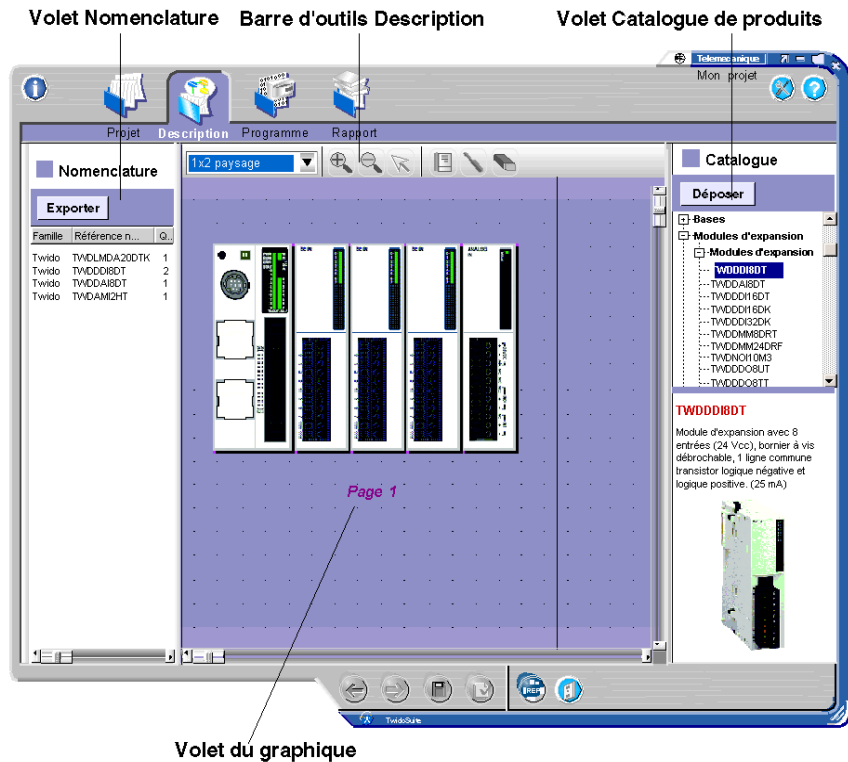 Volet Nomenclature
Barre d'outils Description
Volet Catalogue de produits
Telemecanique
Mon projet
Projet
Description
Programme
Rapport
Nomenclature
Exporter
Famille Référence n... Q..
Twido TWDLMDA20DTK 1
Twido TWDDDI8DT 2
Twido TWDDAI8DT 1
Twido TWDAMI2HT 1
1x2 paysage
Page 1
Catalogue
Déposer
Bases
Modules d'expansion
Modules d'expansion
TWDDDI8DT
TWDDAI8DT
TWDDDI16DT
TWDDDI16DK
TWDDDI32DK
TWDDMM8DRT
TWDDMM24DRF
TWDNOI10M3
TWDDDO8UT
TWDDDO8TT
TWDDDI8DT
Module d'expansion avec 8
entrées (24 Vcc), bornier à vis
débrochable, 1 ligne commune
transistor logique négative et
logique positive. (25 mA)
REP
TwidoSuite
Volet du graphique